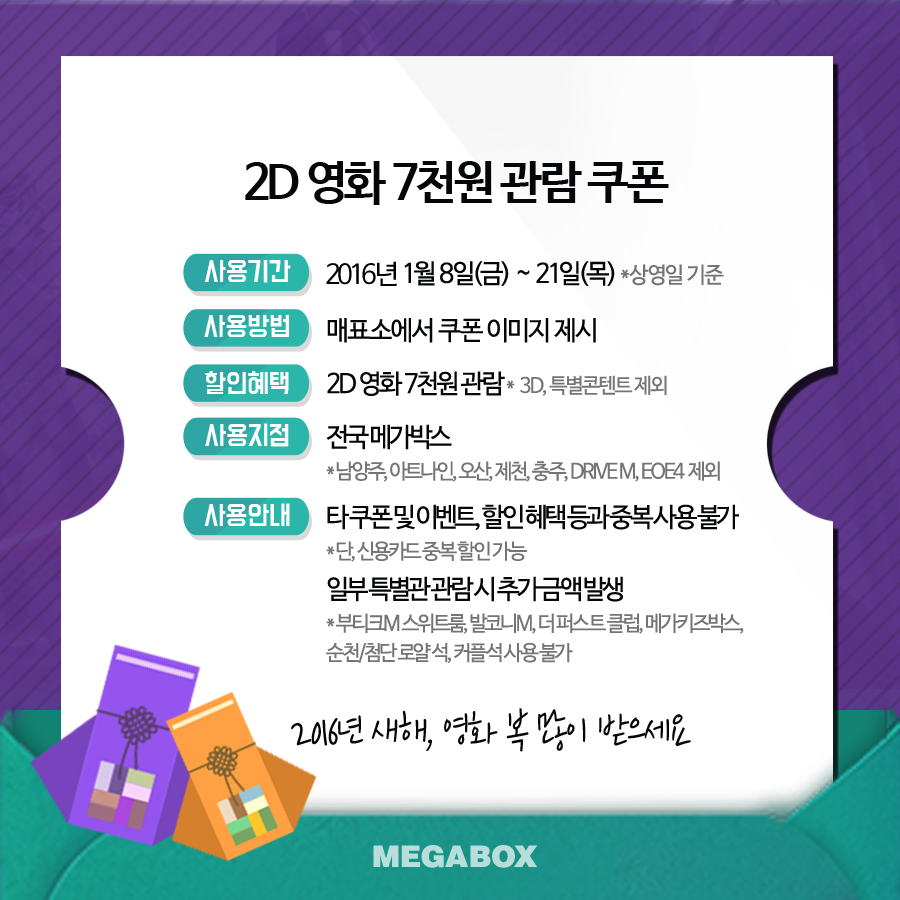 2D 영화 7천원 관람 쿠폰
사용기간 2016년 1월 8일(금) ~ 21일(목) *상영일 기준
사용방법 매표소에서 쿠폰 이미지 제시
할인혜택 2D 영화 7천원 관람 * 3D, 특별콘텐트 제외
사용지점 전국 메가박스
*남양주, 아트나인, 오산, 제천, 충주, DRIVE M, EOE4 제외
사용안내 타 쿠폰 및 이벤트, 할인 혜택 등과 중복 사용 불가
*단, 신용카드 중복 할인 가능
일부 특별관 관람 시 추가 금액 발생
*부티크M 스위트룸, 발코니M, 더 퍼스트 클럽, 메가키즈박스,
순천/첨단 로얄 석, 커플석 사용 불가
2016년 새해, 영화 복 많이 받으세요
MEGABOX